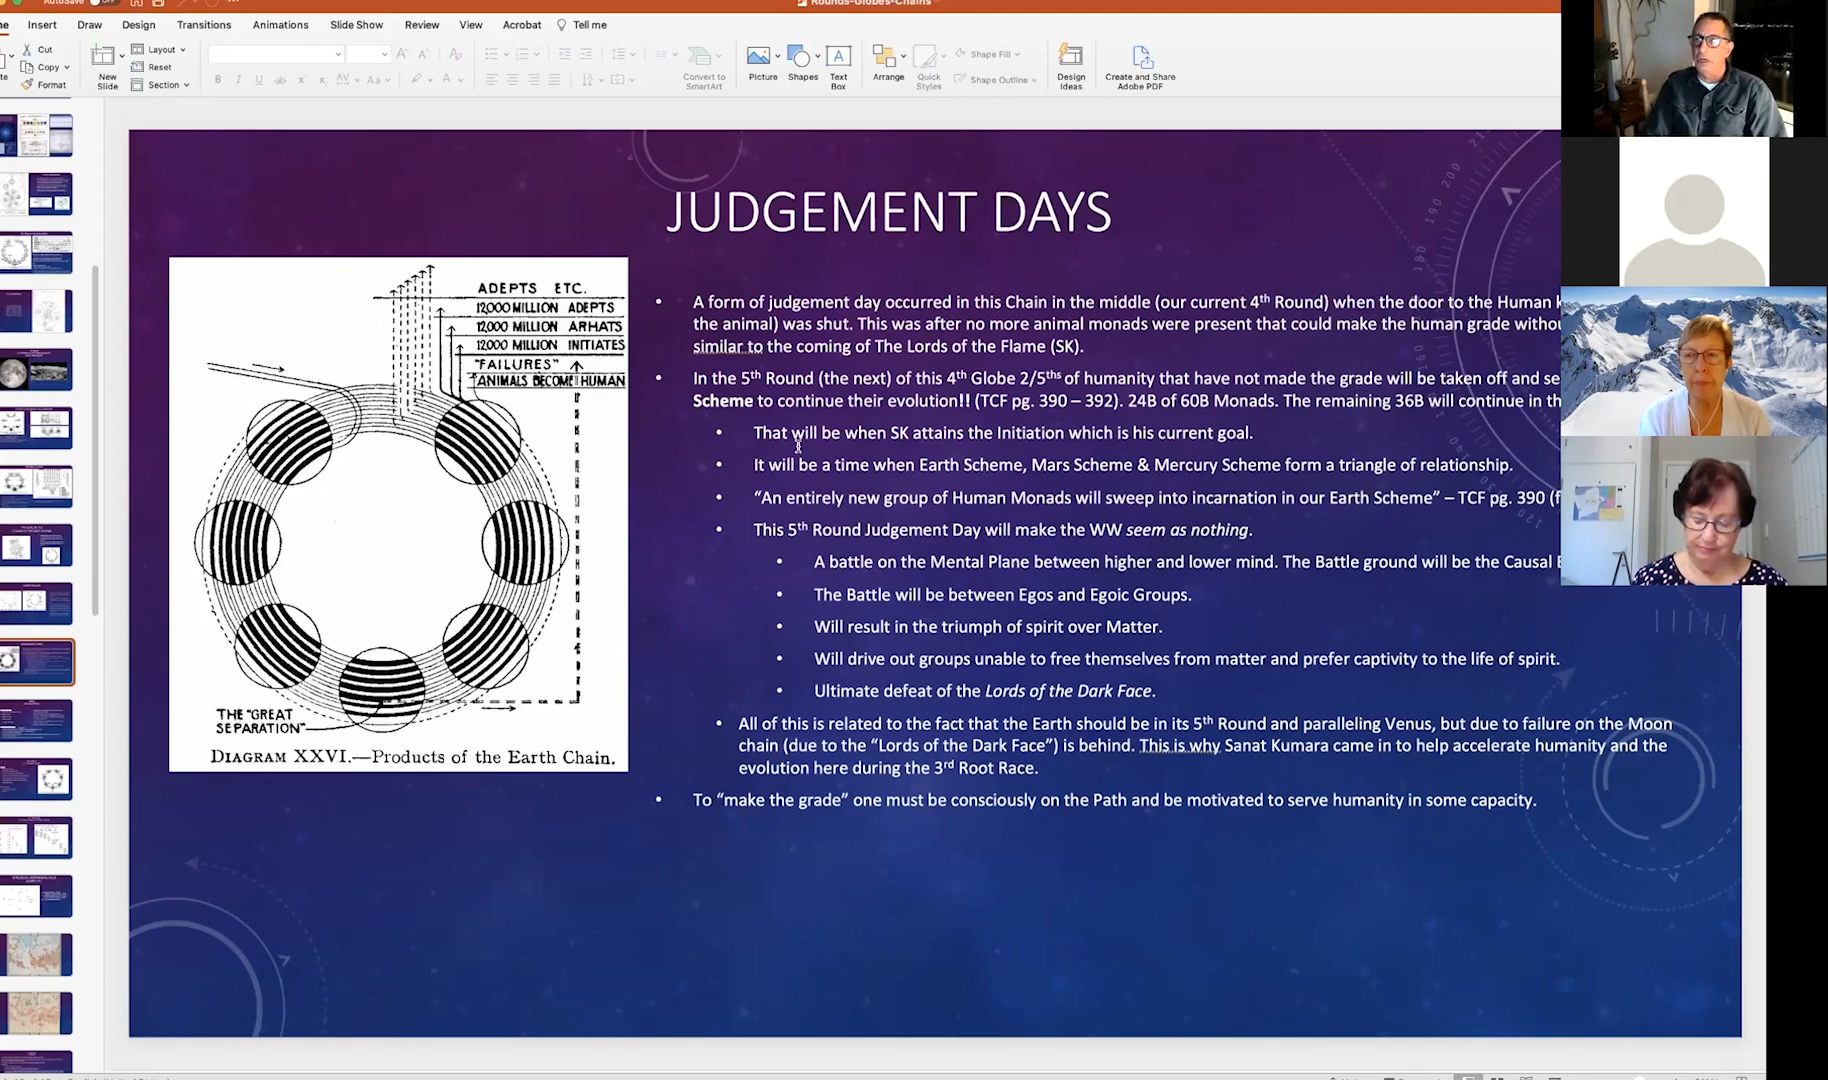 AutoSave
OFF
Rounds-Globes-Chains
Insert
Draw
Design
Transitions
Animations
Slide Show
Review
View
Acrobat
Tell me
Cut
Copy
Format
New
Slide
Layout
Reset
Section
Convert to
SmartArt
Picture
Shapes
Text
Box
Arrange
Quick
Styles
Shape Fill
Shape Outline
Design
Ideas
Create and Share
Adobe PDF
JUDGEMENT DAYS
ADEPTS ETC.
12,000 MILLION ADEPTS
12,000 MILLION ARHATS
12,000 MILLION INITIATES
"FAILURES"
ANIMALS BECOME HUMAN
THE "GREAT
SEPARATION"
DIAGRAM XXVI.—Products of the Earth Chain.
• A form of judgement day occurred in this Chain in the middle (our current 4th Round) when the door to the Human
the animal) was shut. This was after no more animal monads were present that could make the human grade
similar to the coming of The Lords of the Flame (SK).
• In the 5th Round (the next) of this 4th Globe 2/5ths of humanity that have not made the grade will be taken off and
Scheme to continue their evolution!! (TCF pg. 390 – 392). 24B of 60B Monads. The remaining 36B will continue in
• That will be when SK attains the Initiation which is his current goal.
• It will be a time when Earth Scheme, Mars Scheme & Mercury Scheme form a triangle of relationship.
• “An entirely new group of Human Monads will sweep into incarnation in our Earth Scheme” – TCF pg. 390
• This 5th Round Judgement Day will make the WW seem as nothing.
• A battle on the Mental Plane between higher and lower mind. The Battle ground will be the Causal
• The Battle will be between Egos and Egoic Groups.
• Will result in the triumph of spirit over Matter.
• Will drive out groups unable to free themselves from matter and prefer captivity to the life of spirit.
• Ultimate defeat of the Lords of the Dark Face.
• All of this is related to the fact that the Earth should be in its 5th Round and paralleling Venus, but due to failure on the Moon
chain (due to the “Lords of the Dark Face”) is behind. This is why Sanat Kumara came in to help accelerate humanity and the
evolution here during the 3rd Root Race.
• To “make the grade” one must be consciously on the Path and be motivated to serve humanity in some capacity.